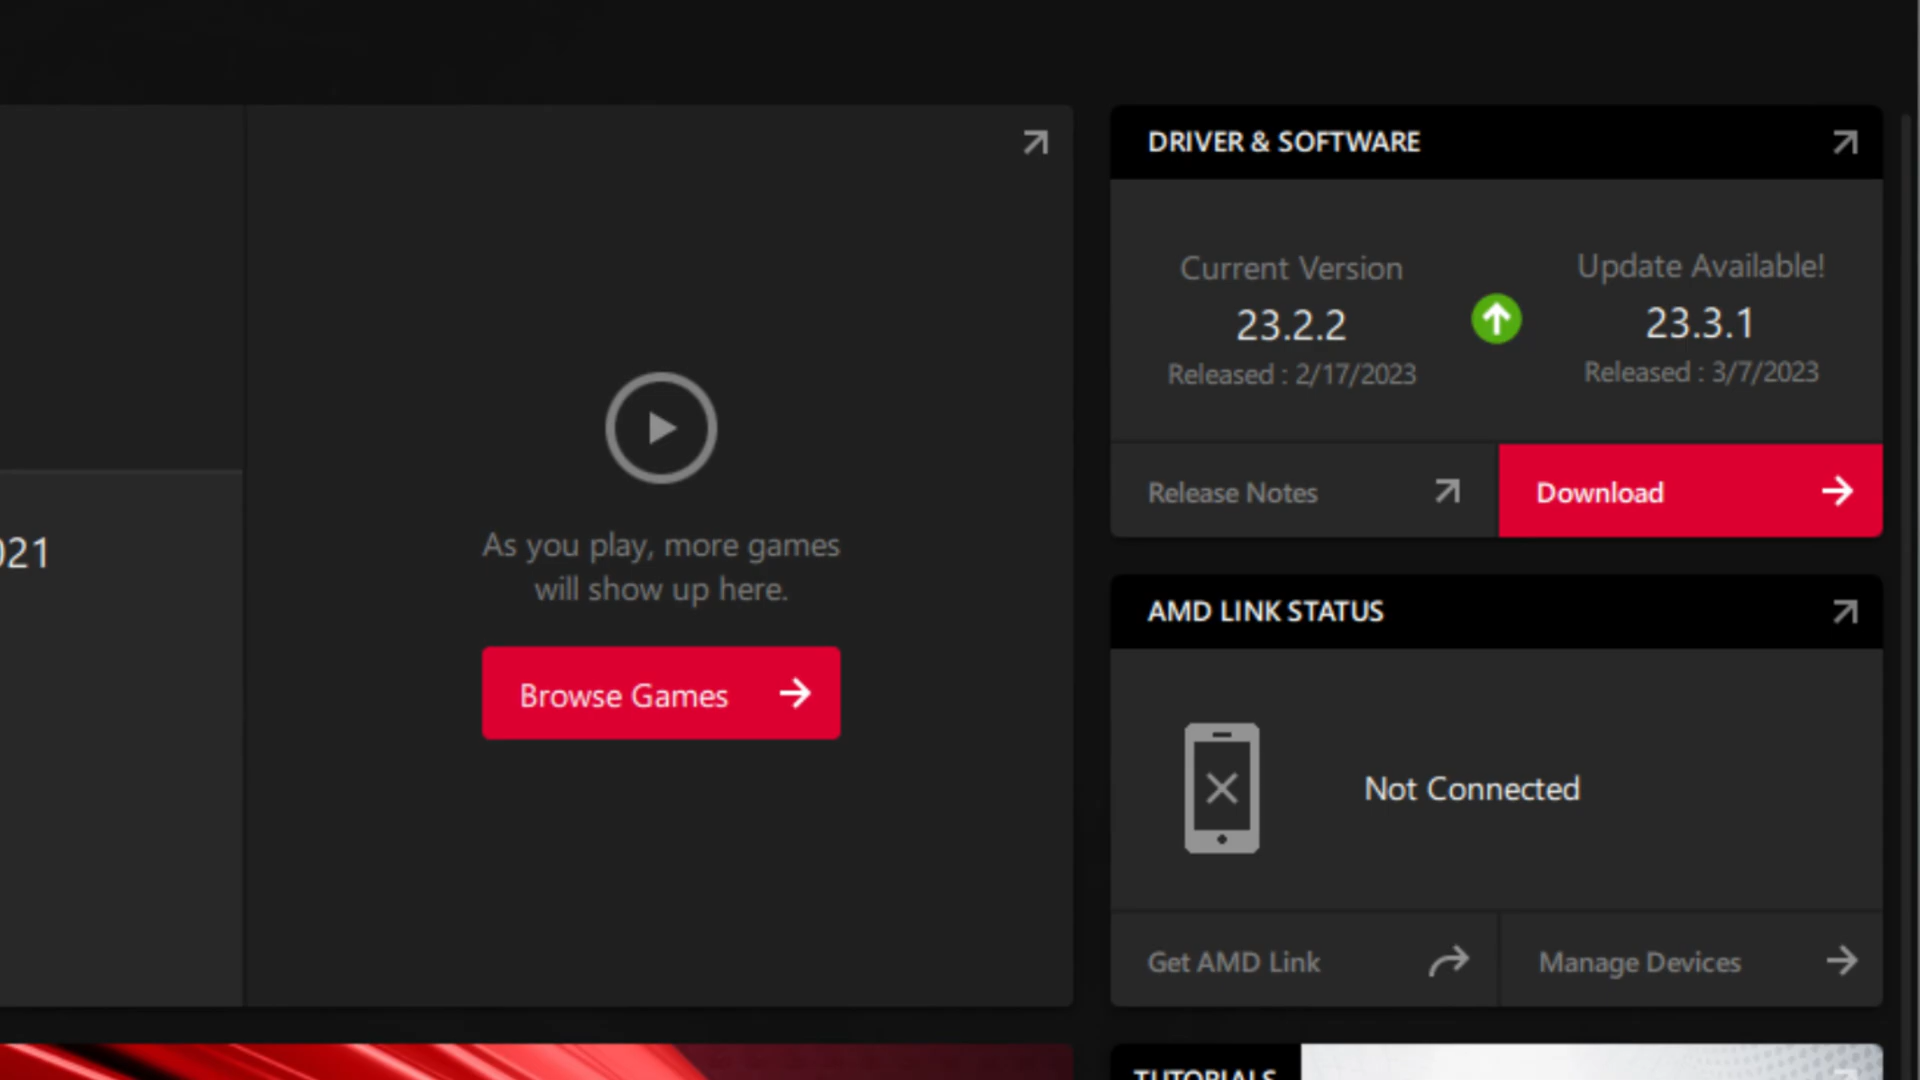 021
As you play, more games
will show up here.
Browse Games
DRIVER & SOFTWARE
Current Version
23.2.2
Released : 2/17/2023
Update Available!
23.3.1
Released : 3/7/2023
Release Notes
Download
AMD LINK STATUS
Not Connected
Get AMD Link
Manage Devices
TUTORIALS